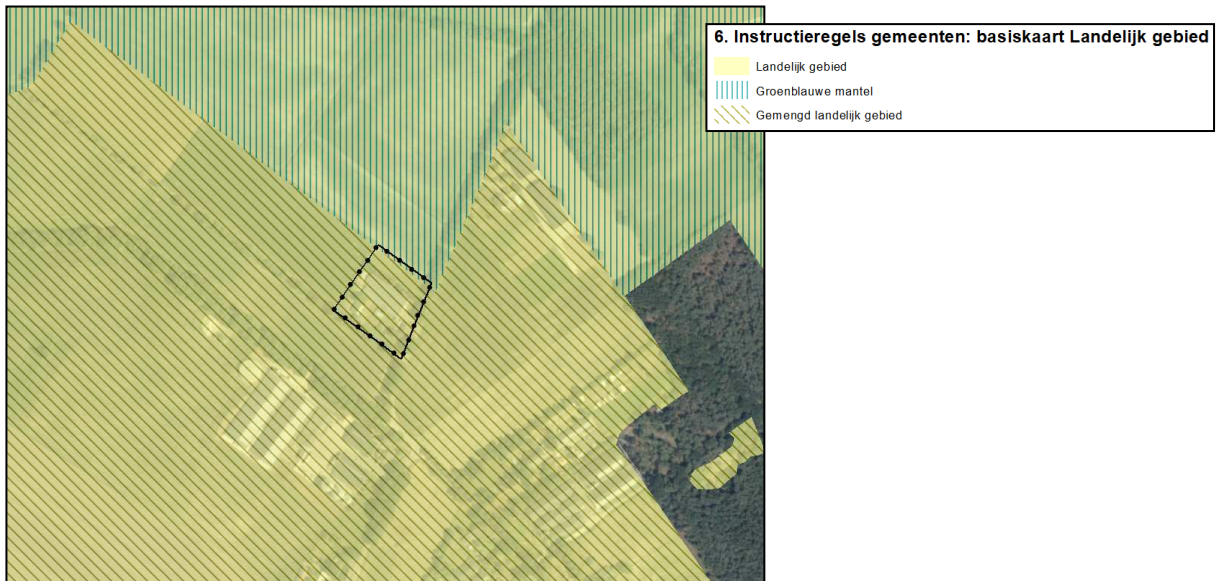 6. Instructieregels gemeenten: basiskaart Landelijk gebied
Landelijk gebied
Groenblauwe mantel
Gemengd landelijk gebied